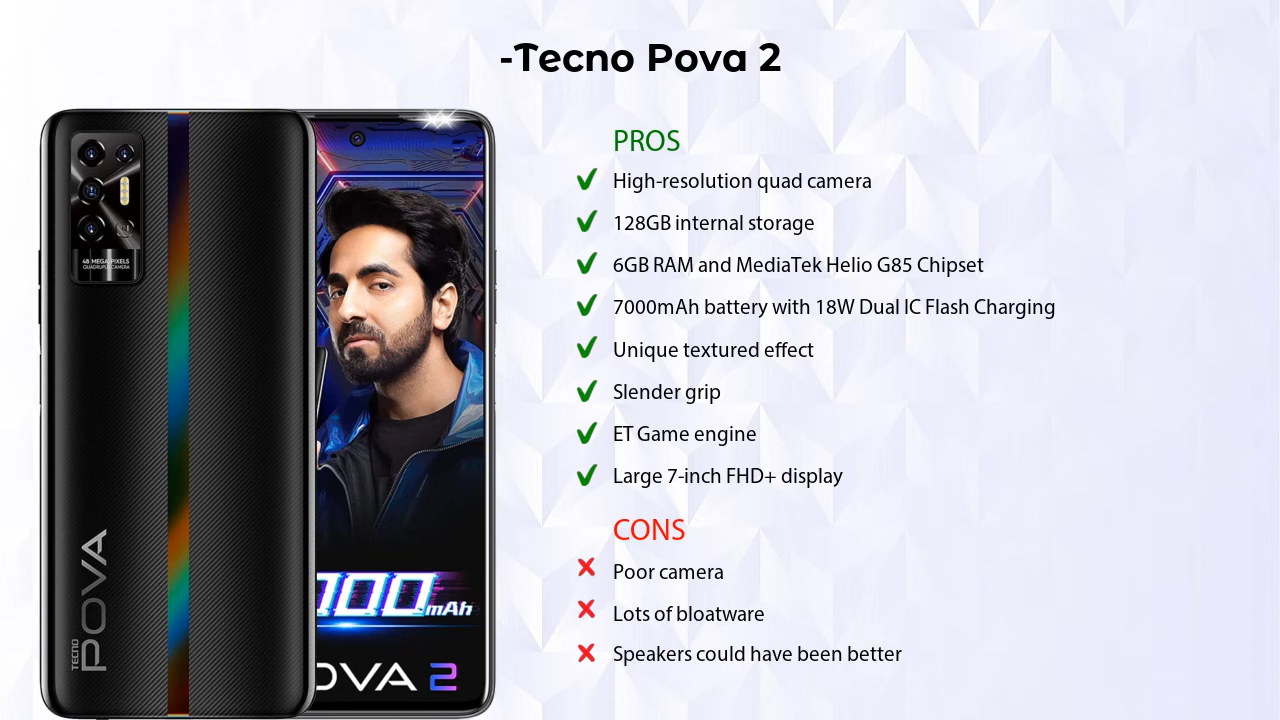 -Tecno Pova 2
48 MEGA PIXELS
QUADRUPLE CAMERA
TECNO
POVA
000mAh
OVA 2
PROS
High-resolution quad camera
128GB internal storage
6GB RAM and MediaTek Helio G85 Chipset
7000mAh battery with 18W Dual IC Flash Charging
Unique textured effect
Slender grip
ET Game engine
Large 7-inch FHD+ display
CONS
Poor camera
Lots of bloatware
Speakers could have been better